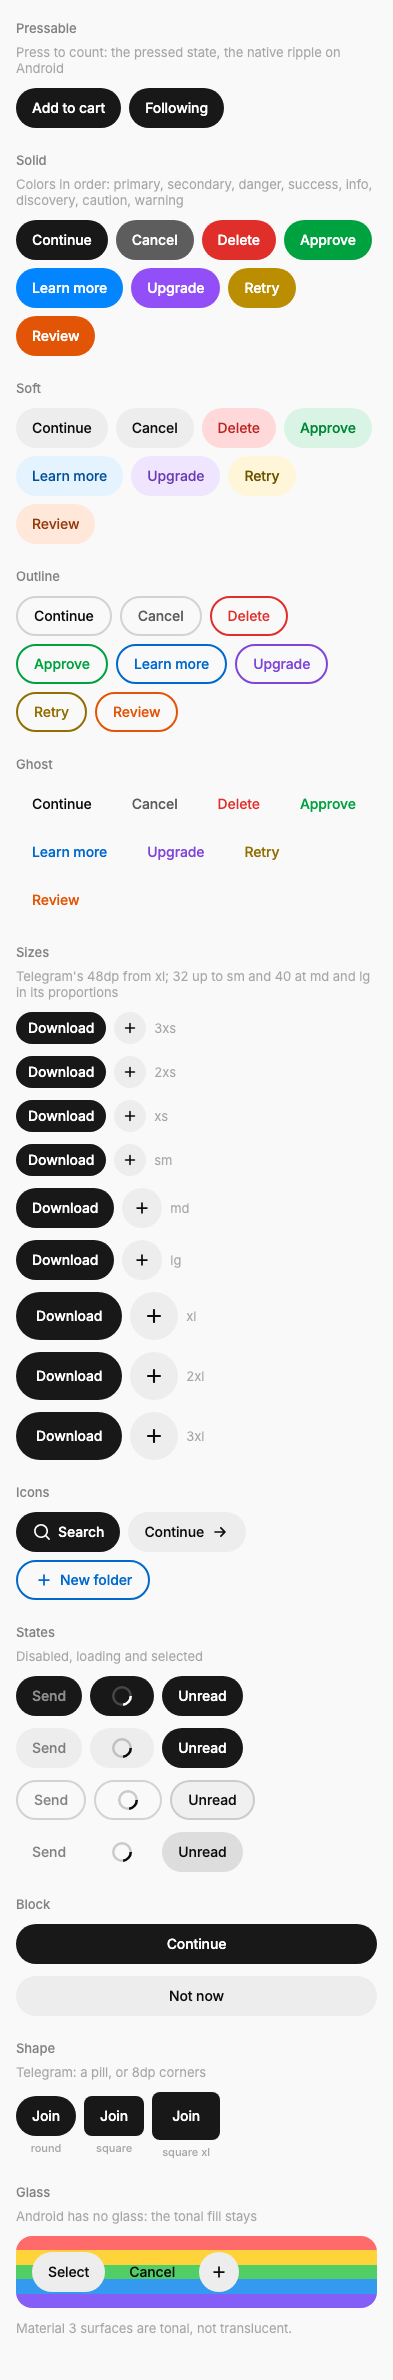 Pressable
Press to count: the pressed state, the native ripple on
Android
Add to cart Following
Solid
Colors in order: primary, secondary, danger, success, info,
discovery, caution, warning
Continue Cancel Delete Approve
Learn more Upgrade Retry
Review
Soft
Continue Cancel Delete Approve
Learn more Upgrade Retry
Review
Outline
Continue Cancel Delete
Approve Learn more Upgrade
Retry Review
Ghost
Continue Cancel Delete Approve
Learn more Upgrade Retry
Review
Sizes
Telegram's 48dp from xl; 32 up to sm and 40 at md and lg
in its proportions
Download + 3xs
Download + 2xs
Download + xs
Download + sm
Download + md
Download + lg
Download + xl
Download + 2xl
Download + 3xl
Icons
Search Continue →
+ New folder
States
Disabled, loading and selected
Send Unread
Send Unread
Send Unread
Send Unread
Block
Continue
Not now
Shape
Telegram: a pill, or 8dp corners
Join Join Join
round square square xl
Glass
Android has no glass: the tonal fill stays
Select Cancel +
Material 3 surfaces are tonal, not translucent.